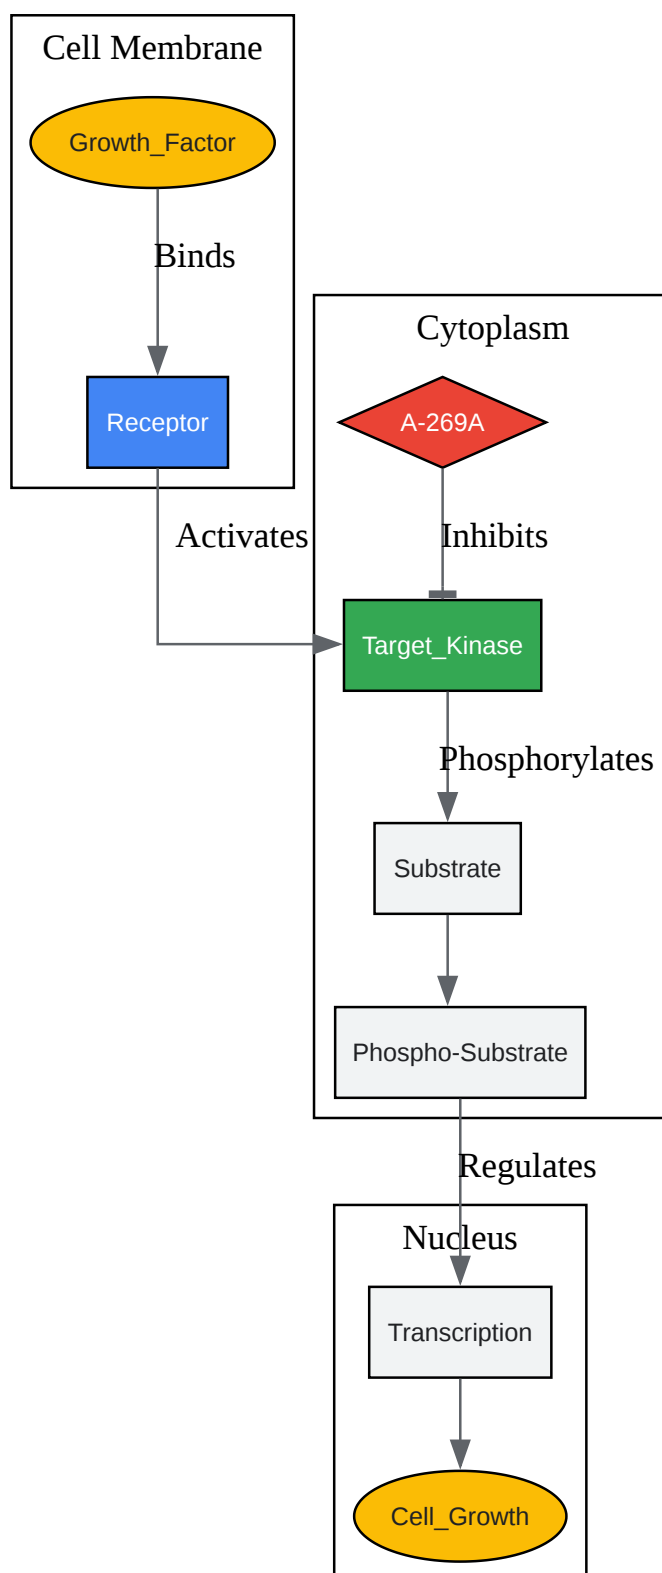 Cell Membrane
Growth_Factor
Binds
Receptor
Activates
Cytoplasm
A-269A
Inhibits
Target_Kinase
Phosphorylates
Substrate
Phospho-Substrate
Regulates
Nucleus
Transcription
Cell_Growth